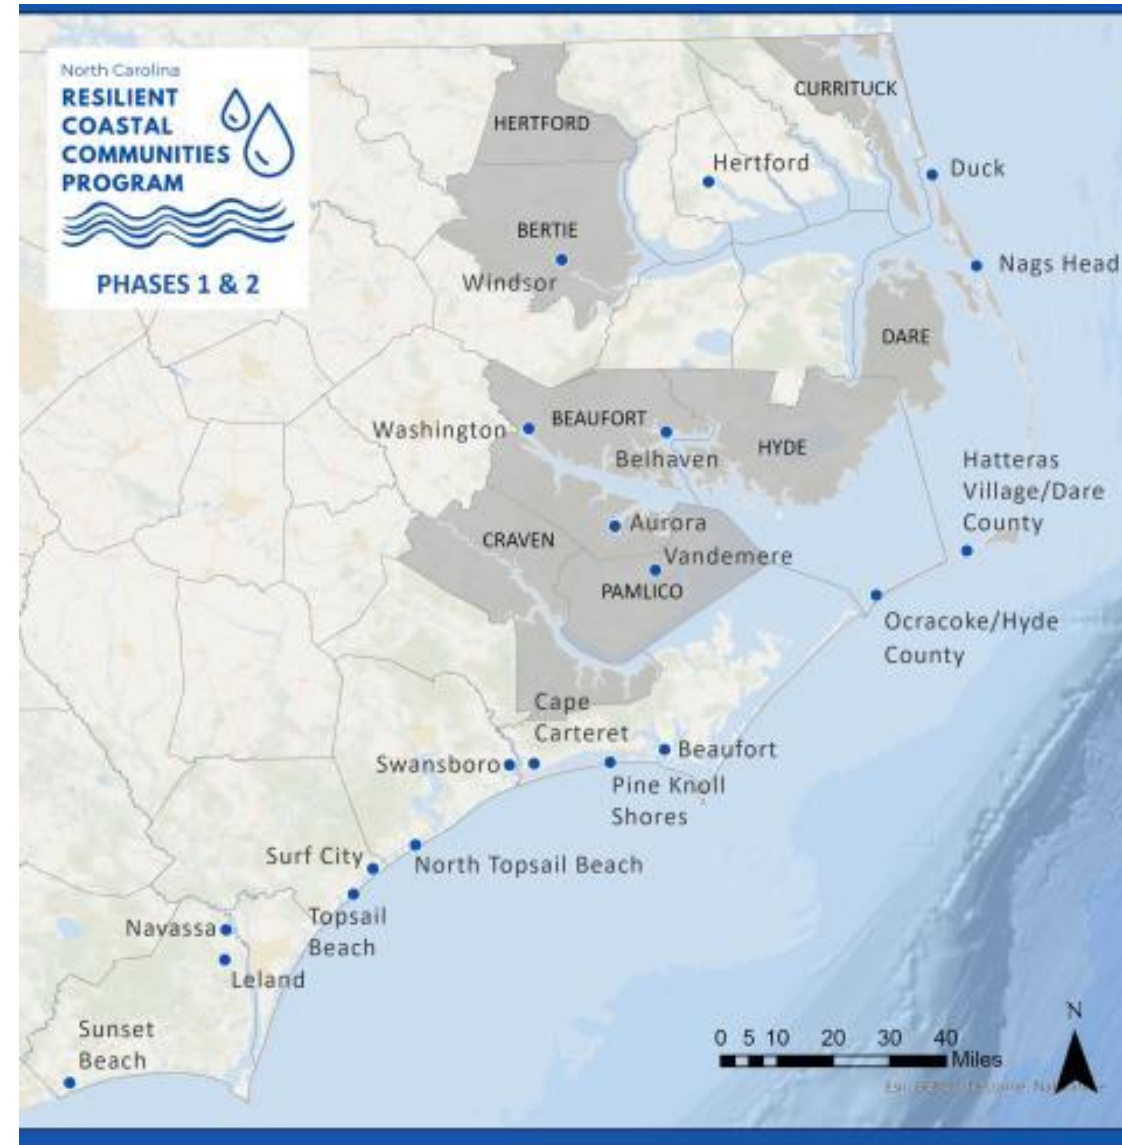 North Carolina
RESILIENT
COASTAL
COMMUNITIES
PROGRAM
PHASES 1 & 2
CURRITUCK
HERTFORD
Hertford
Duck
BERTIE
Windsor
Nags Head
DARE
BEAUFORT
Washington
Belhaven
HYDE
Hatteras
Village/Dare
County
Aurora
CRAVEN
Vandemere
PAMLICO
Ocracoke/Hyde
County
Cape
Carteret
Beaufort
Swansboro
Pine Knoll
Shores
Surf City
North Topsail Beach
Topsail
Beach
Navassa
Leland
Sunset
Beach
N
0 5 10 20 30 40
Miles